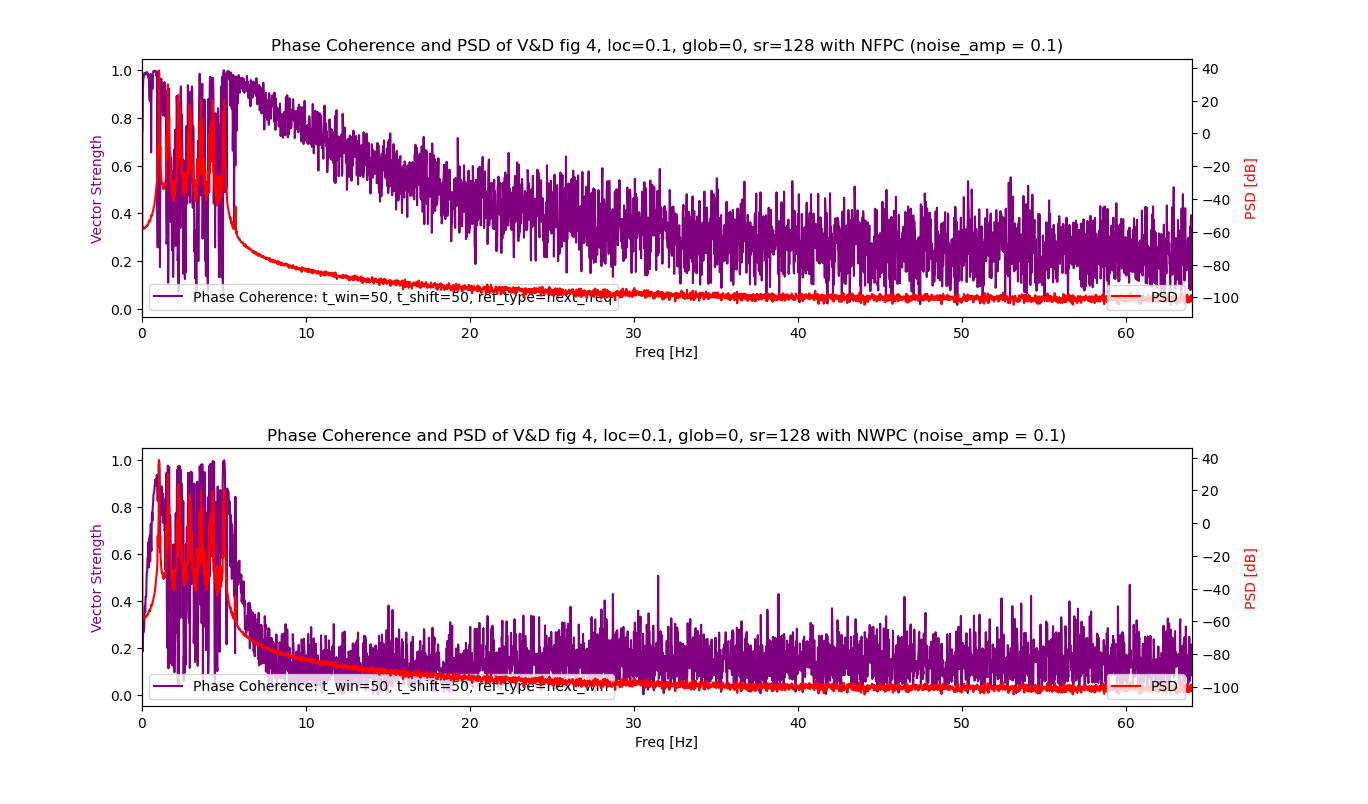 Phase Coherence and PSD of V&D fig 4, loc=0.1, glob=0, sr=128 with NFPC (noise_amp = 0.1)
1.0
0.8
0.6
0.4
0.2
0.0
Vector Strength
40
20
0
−20
−40
−60
−80
−100
PSD [dB]
Phase Coherence: t_win=50, t_shift=50, ref_type=next_freq
PSD
0 10 20 30 40 50 60
Freq [Hz]
Phase Coherence and PSD of V&D fig 4, loc=0.1, glob=0, sr=128 with NWPC (noise_amp = 0.1)
1.0
0.8
0.6
0.4
0.2
0.0
Vector Strength
40
20
0
−20
−40
−60
−80
−100
PSD [dB]
Phase Coherence: t_win=50, t_shift=50, ref_type=next_win
PSD
0 10 20 30 40 50 60
Freq [Hz]